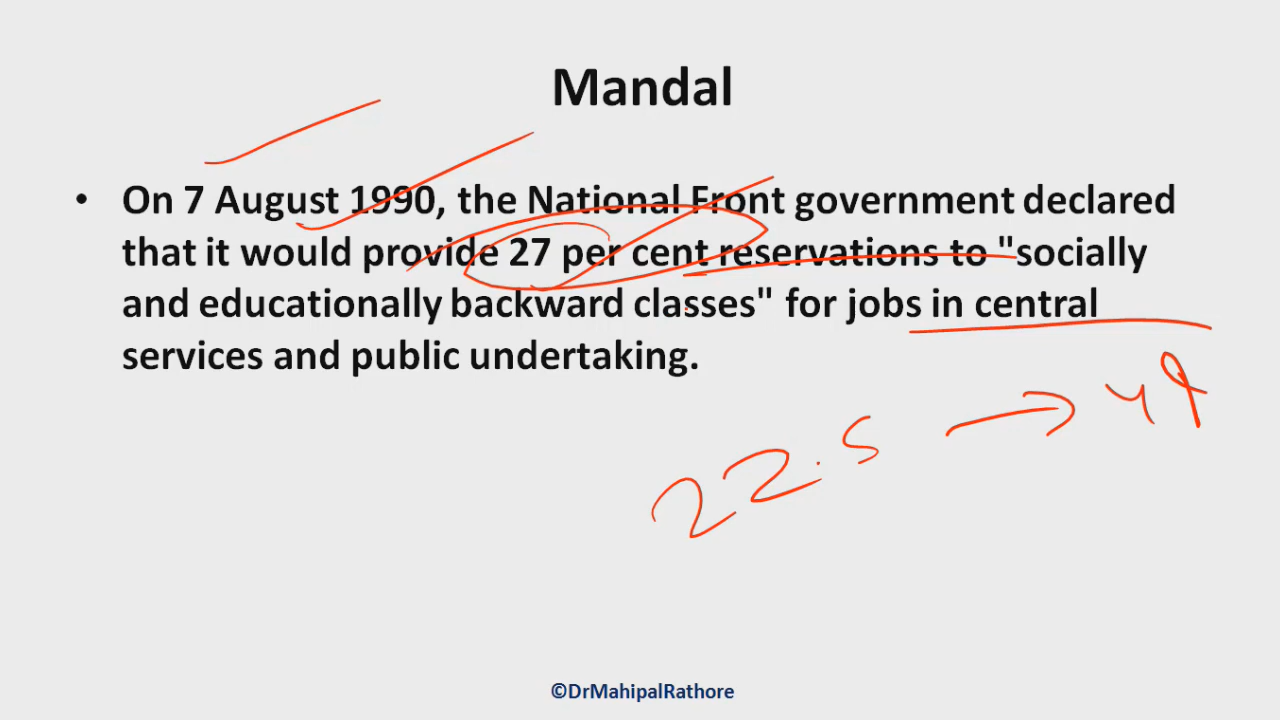 Mandal
• On 7 August 1990, the National Front government declared
that it would provide 27 per cent reservations to "socially
and educationally backward classes" for jobs in central
services and public undertaking.
22.5 → 49
©DrMahipalRathore